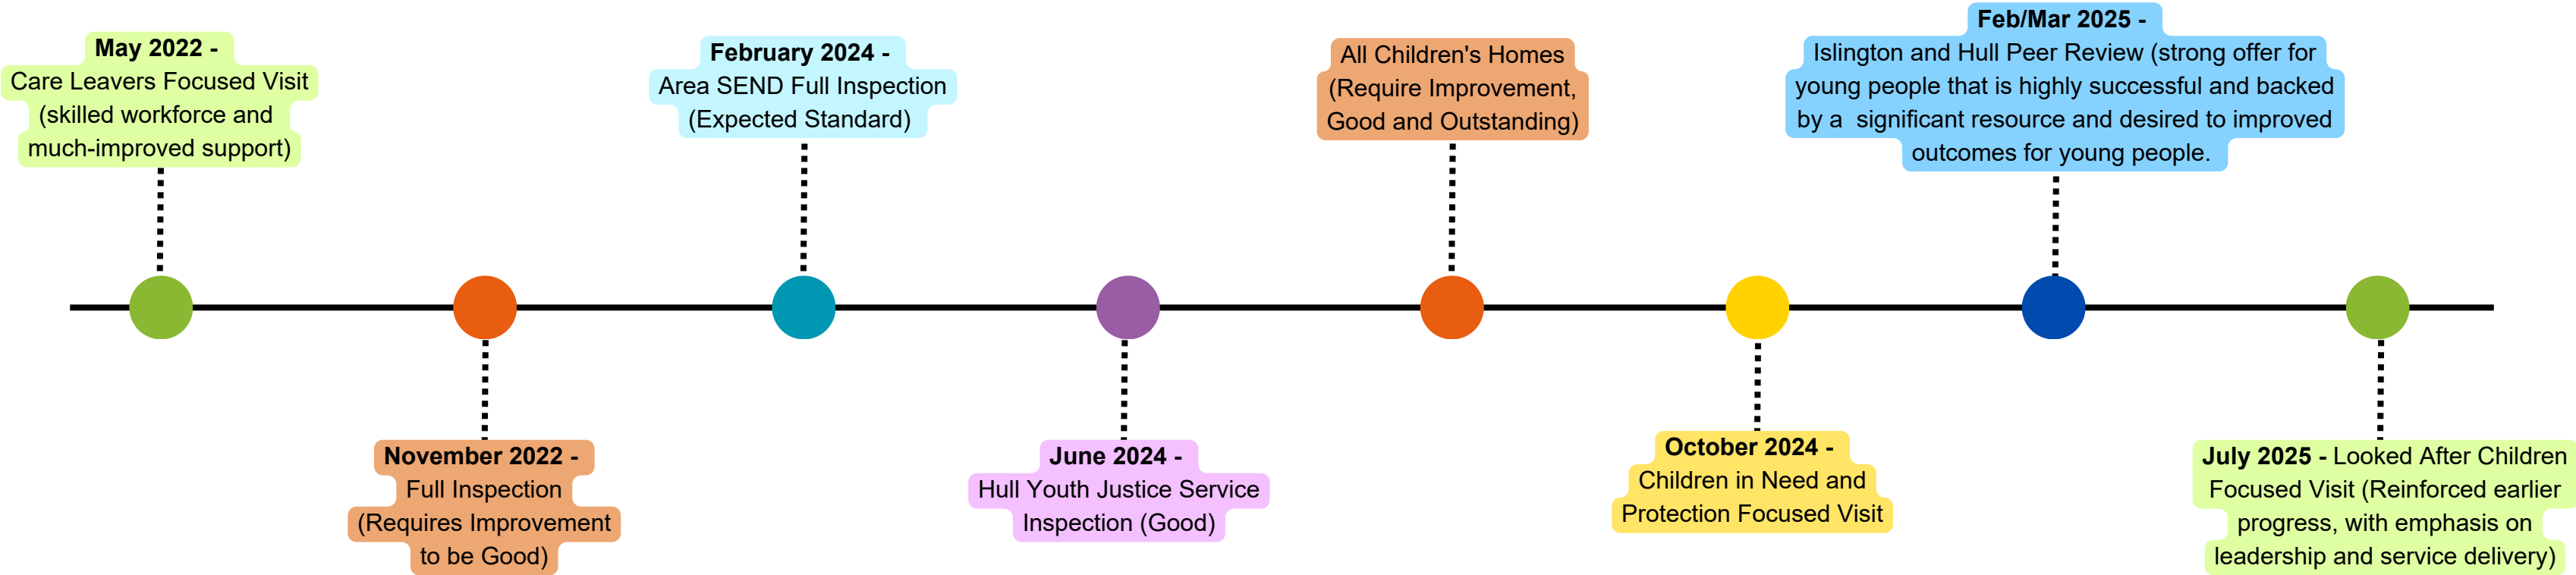 May 2022 -
Care Leavers Focused Visit
(skilled workforce and
much-improved support)
November 2022 -
Full Inspection
(Requires Improvement
to be Good)
February 2024 -
Area SEND Full Inspection
(Expected Standard)
June 2024 -
Hull Youth Justice Service
Inspection (Good)
All Children's Homes
(Require Improvement,
Good and Outstanding)
October 2024 -
Children in Need and
Protection Focused Visit
Feb/Mar 2025 -
Islington and Hull Peer Review (strong offer for
young people that is highly successful and backed
by a significant resource and desired to improved
outcomes for young people.
July 2025 - Looked After Children
Focused Visit (Reinforced earlier
progress, with emphasis on
leadership and service delivery)